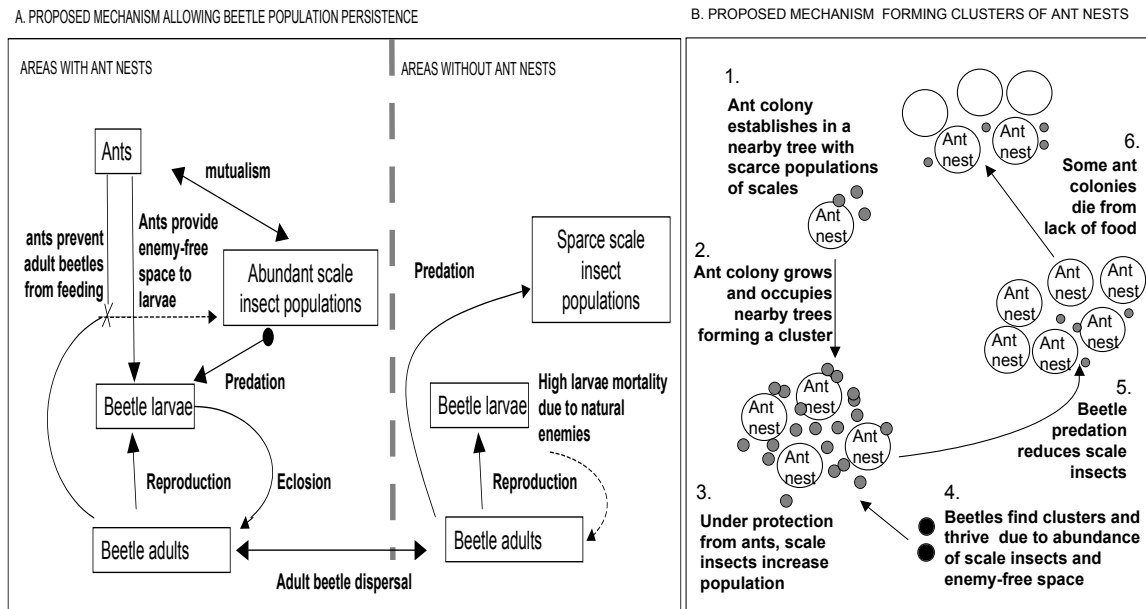 A. PROPOSED MECHANISM ALLOWING BEETLE POPULATION PERSISTENCE
AREAS WITH ANT NESTS
AREAS WITHOUT ANT NESTS
Ants
mutualism
ants prevent
adult beetles
from feeding
Ants provide
enemy-free
space to
larvae
Abundant scale
insect populations
Predation
Beetle larvae
Reproduction
Eclosion
Beetle adults
Adult beetle dispersal
Predation
Sparce scale
insect
populations
High larvae mortality
due to natural
enemies
Beetle larvae
Reproduction
Beetle adults
B. PROPOSED MECHANISM FORMING CLUSTERS OF ANT NESTS
1.
Ant colony
establishes in a
nearby tree with
scarce populations
of scales
Ant
nest
2.
Ant colony grows
and occupies
nearby trees
forming a cluster
Ant
nest
Ant
nest
Ant
nest
Ant
nest
3.
Under protection
from ants, scale
insects increase
population
4.
Beetles find clusters and
thrive due to abundance
of scale insects and
enemy-free space
5.
Beetle
predation
reduces scale
insects
Ant
nest
Ant
nest
Ant
nest
Ant
nest
Ant
nest
Ant
nest
6.
Some ant
colonies
die from
lack of food
Ant
nest
Ant
nest